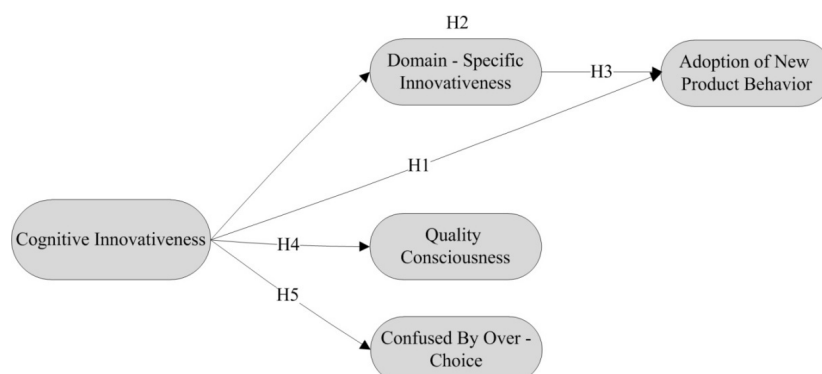 H2
Domain - Specific
Innovativeness
H3
Adoption of New
Product Behavior
H1
Cognitive Innovativeness
H4
Quality
Consciousness
H5
Confused By Over -
Choice